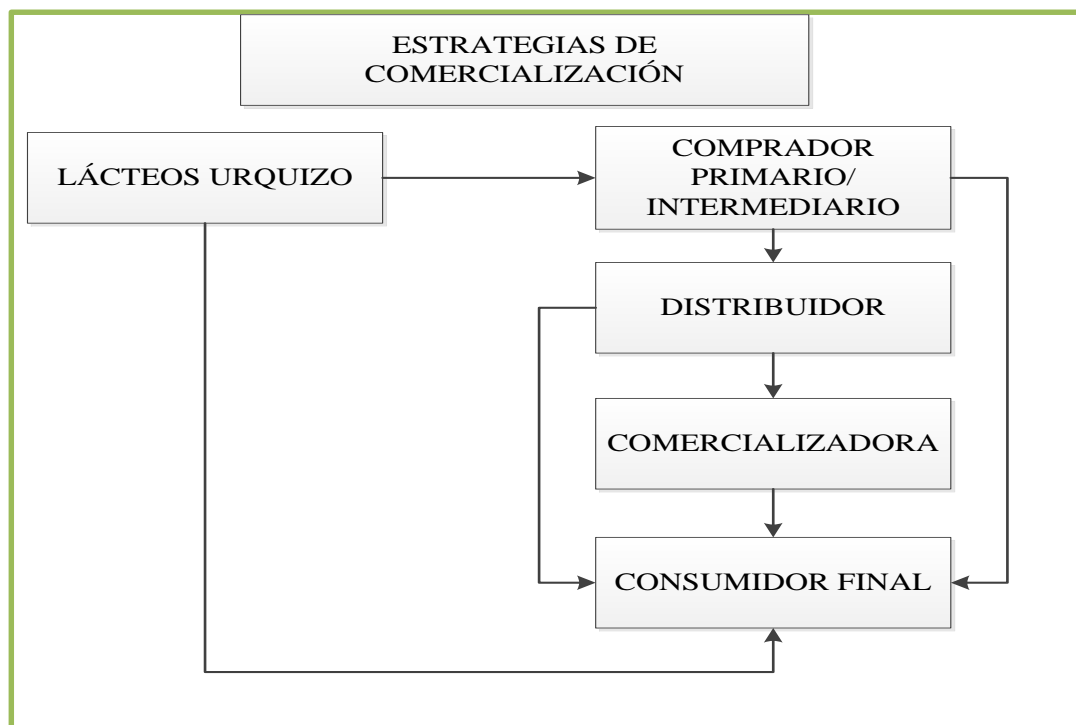 ESTRATEGIAS DE
COMERCIALIZACIÓN
LÁCTEOS URQUIZO
COMPRADOR
PRIMARIO/
INTERMEDIARIO
DISTRIBUIDOR
COMERCIALIZADORA
CONSUMIDOR FINAL